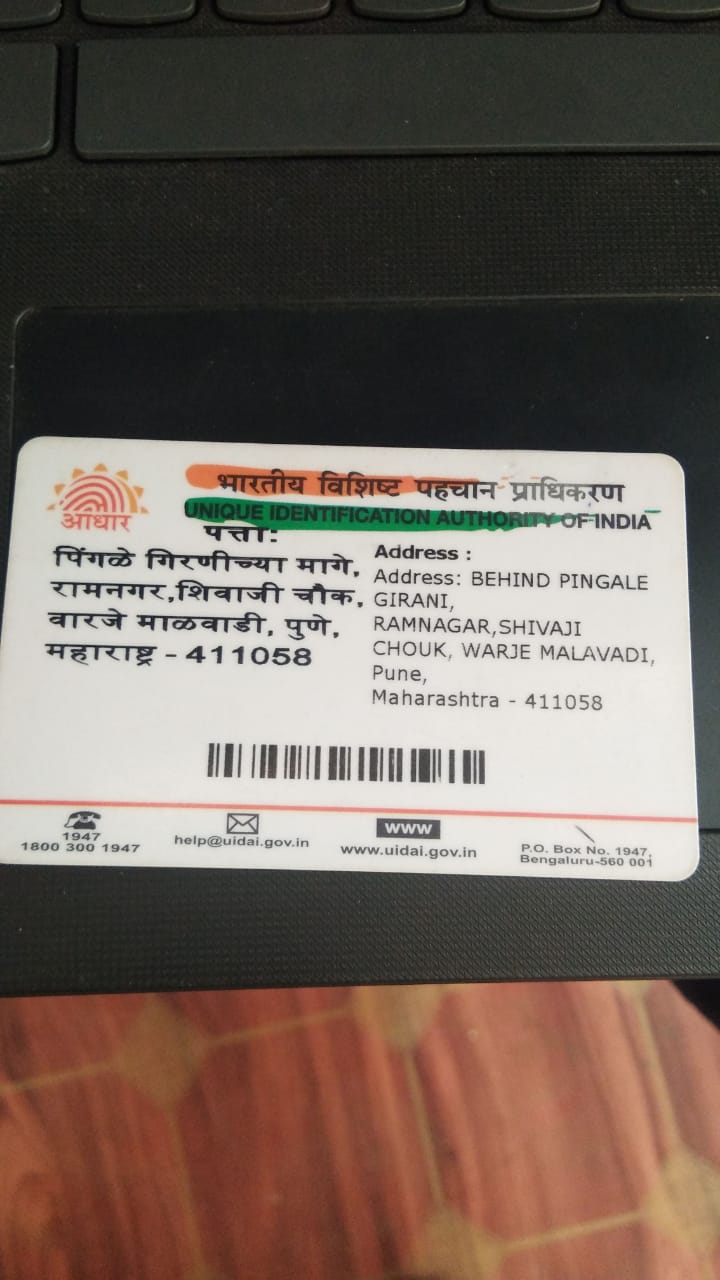 भारतीय विशिष्ट पहचान प्राधिकरण
UNIQUE IDENTIFICATION AUTHORITY OF INDIA
आधार
पत्ता:
पिंगळे गिरणीच्या मागे,
रामनगर,शिवाजी चौक,
वारजे माळवाडी, पुणे,
महाराष्ट्र - 411058
Address :
Address: BEHIND PINGALE
GIRANI,
RAMNAGAR,SHIVAJI
CHOUK, WARJE MALAVADI,
Pune,
Maharashtra - 411058
1947
1800 300 1947
help@uidai.gov.in
www
www.uidai.gov.in
P.O. Box No. 1947,
Bengaluru-560 001